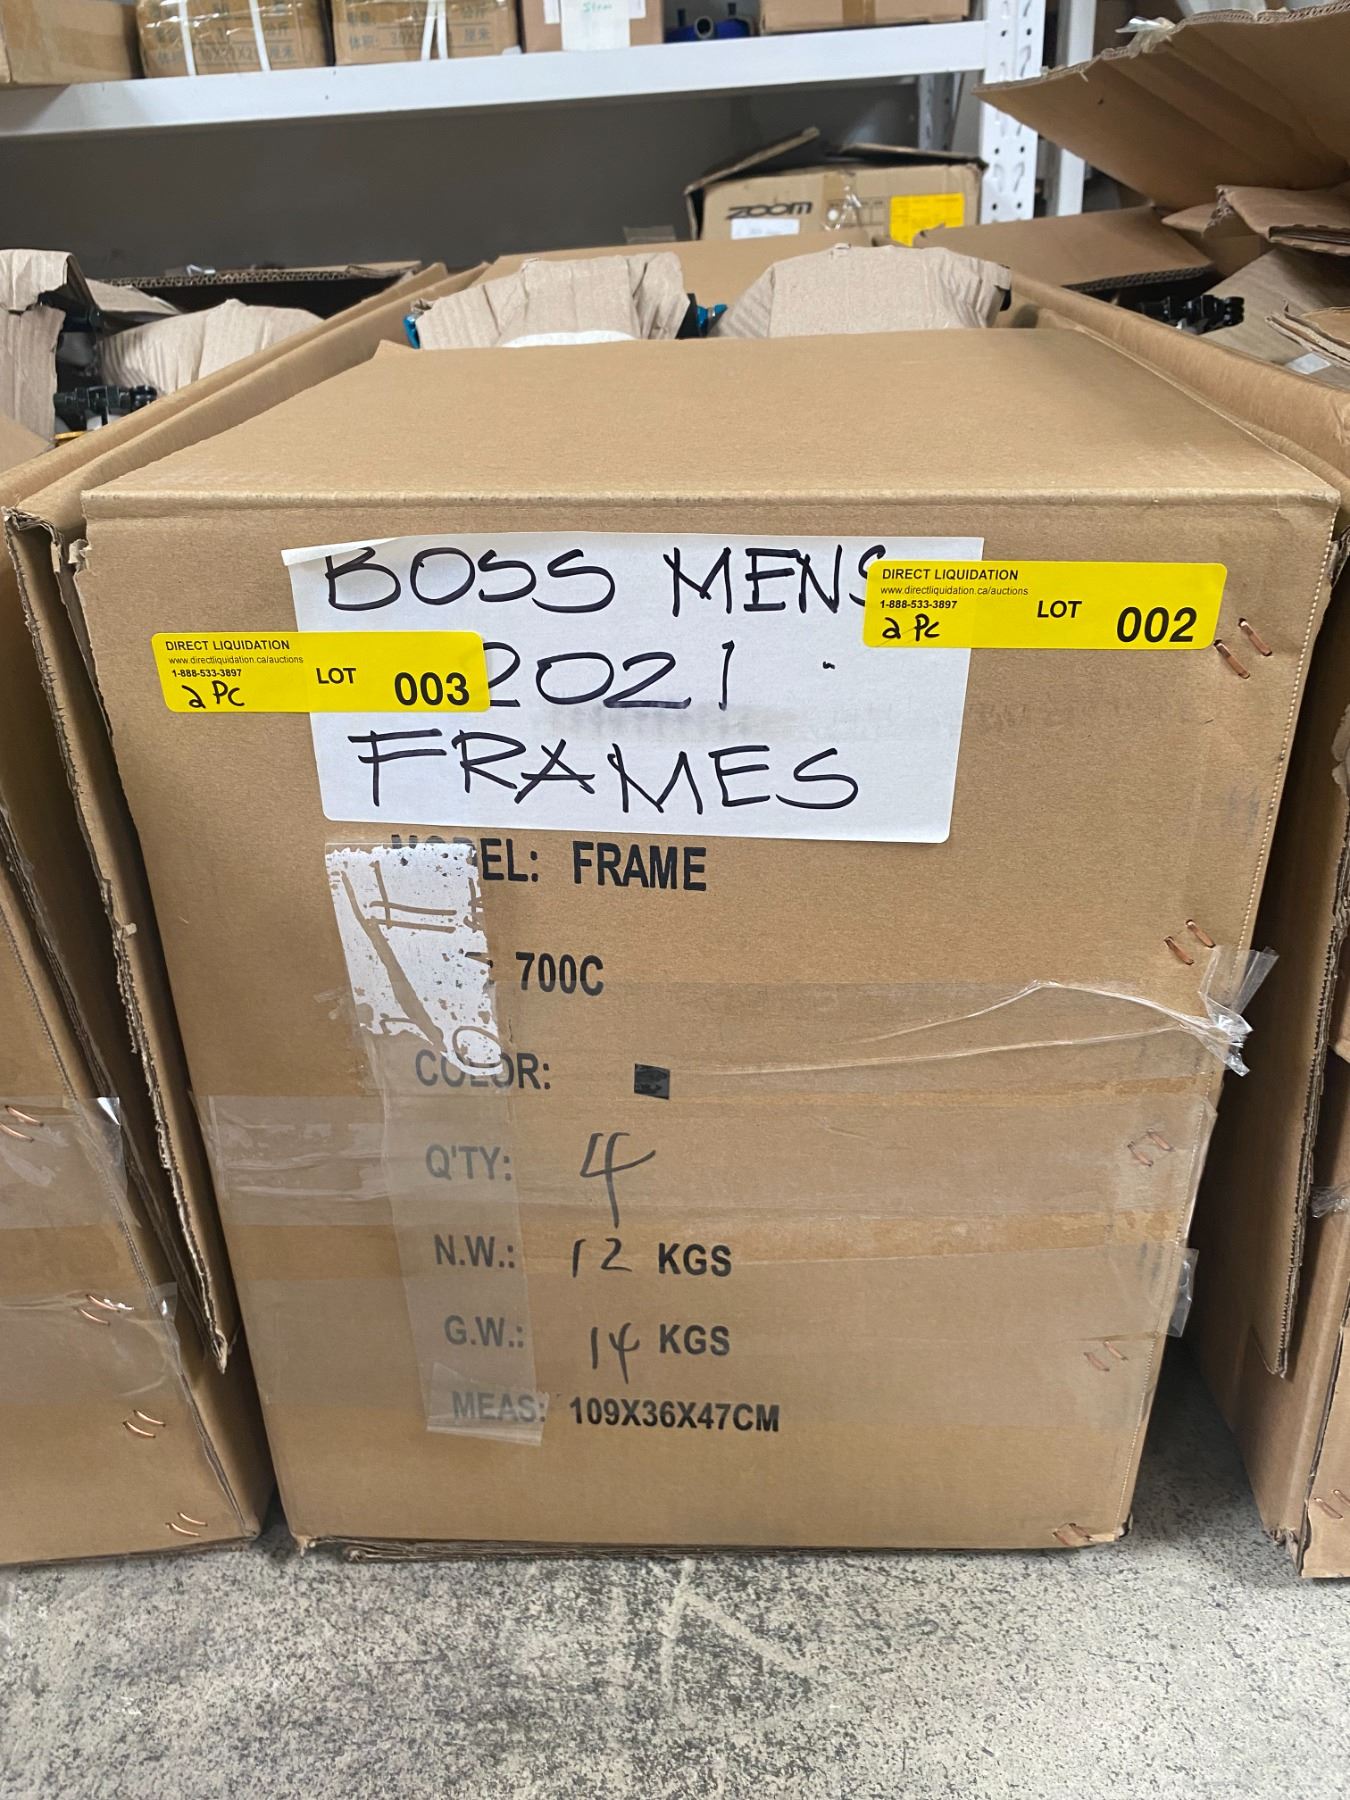 ZOOM
BOSS MENS
DIRECT LIQUIDATION
www.directliquidation.ca/auctions
1-888-533-3897
2 PC
LOT 002
DIRECT LIQUIDATION
www.directliquidation.ca/auctions
1-888-533-3897
2 PC
LOT 003
2021
FRAMES
MODEL: FRAME
: 700C
COLOR:
Q'TY: 4
N.W.: 12 KGS
G.W.: 14 KGS
MEAS: 109X36X47CM